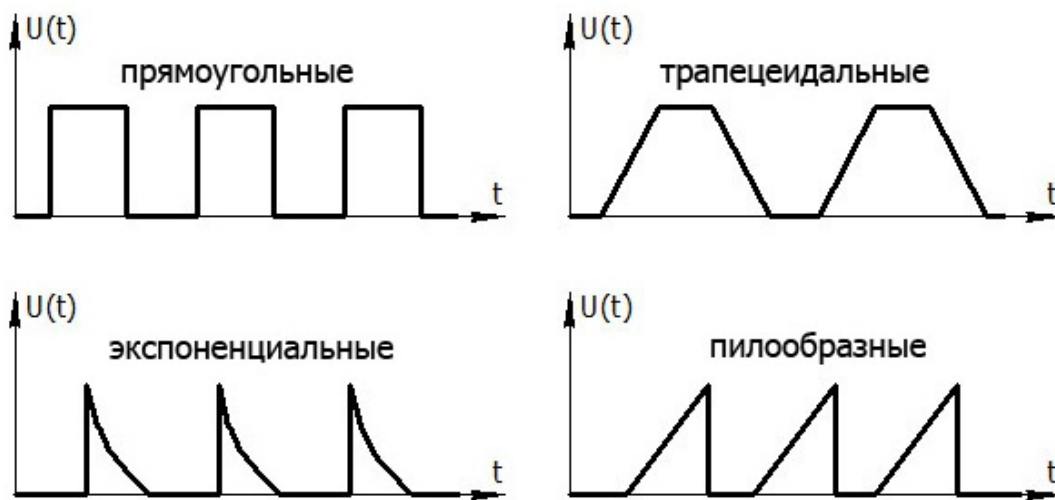 U(t)
прямоугольные
t
U(t)
трапецеидальные
t
U(t)
экспоненциальные
t
U(t)
пилообразные
t